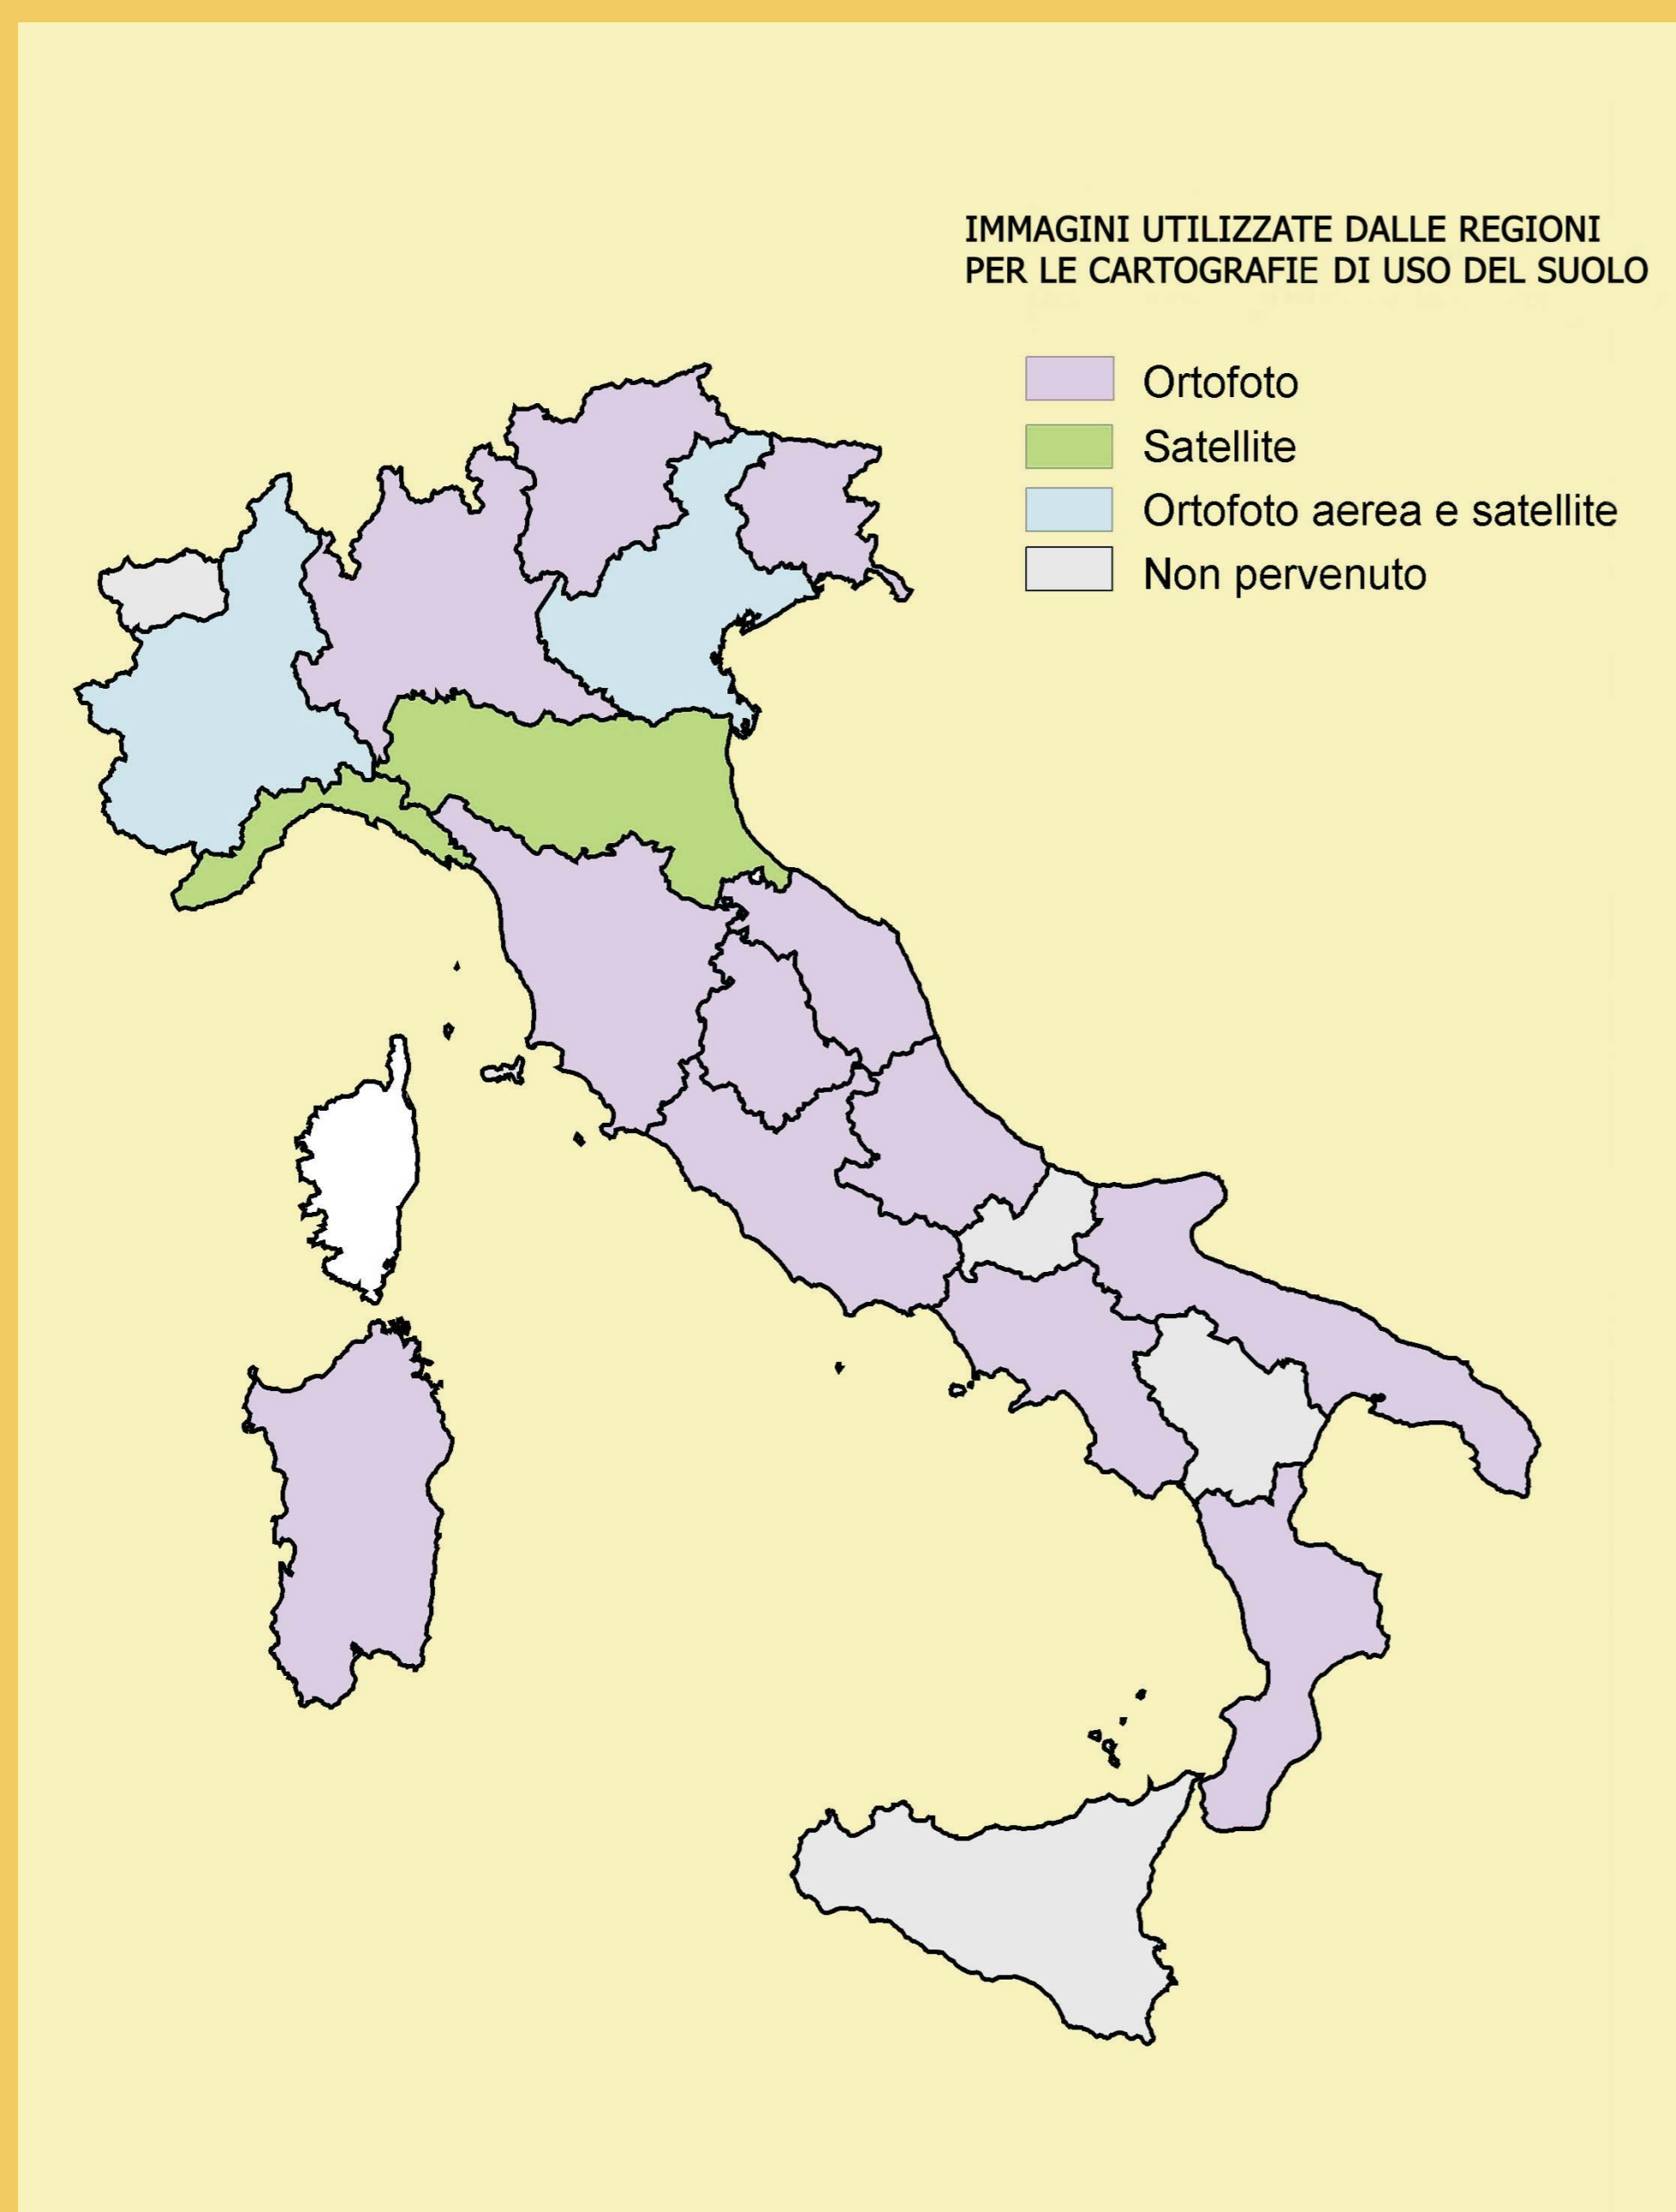 IMMAGINI UTILIZZATE DALLE REGIONI
PER LE CARTOGRAFIE DI USO DEL SUOLO
Ortofoto
Satellite
Ortofoto aerea e satellite
Non pervenuto